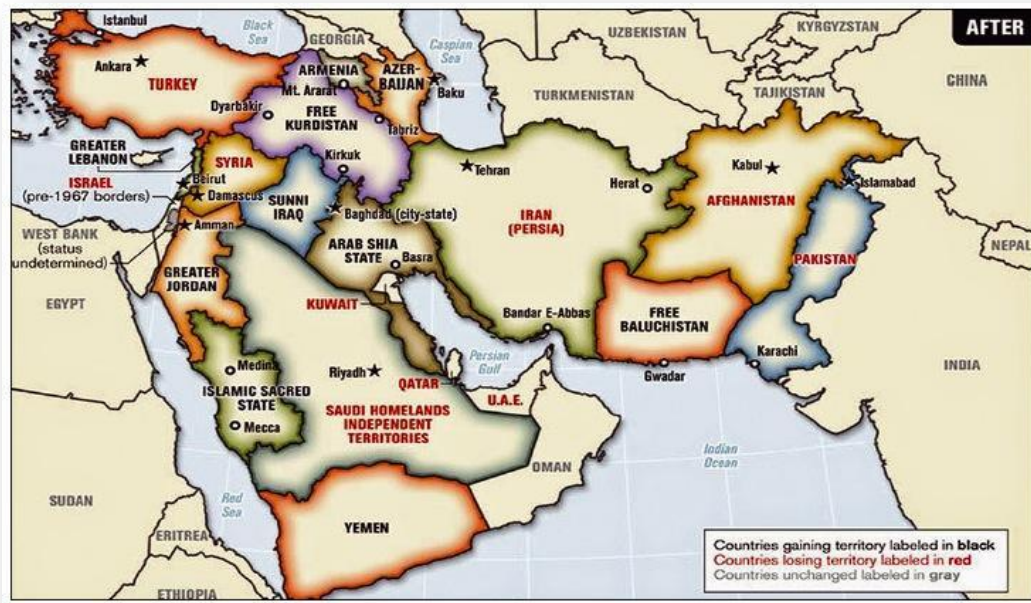 AFTER
Istanbul
Black
Sea
GEORGIA
Caspian
Sea
UZBEKISTAN
KYRGYZSTAN
Ankara
TURKEY
ARMENIA
Mt. Ararat
AZER-
BAIJAN
Baku
TURKMENISTAN
TAJIKISTAN
CHINA
Dyarbakir
FREE
KURDISTAN
Tabriz
GREATER
LEBANON
SYRIA
Kirkuk
Tehran
Herat
Kabul
Islamabad
ISRAEL
(pre-1967 borders)
Beirut
Damascus
SUNNI
IRAQ
Baghdad (city-state)
IRAN
(PERSIA)
AFGHANISTAN
WEST BANK
(status
undetermined)
Amman
ARAB SHIA
STATE
Basra
PAKISTAN
NEPAL
EGYPT
GREATER
JORDAN
KUWAIT
Bandar E-Abbas
FREE
BALUCHISTAN
Karachi
Medina
Riyadh
Persian
Gulf
Gwadar
INDIA
ISLAMIC SACRED
STATE
Mecca
QATAR
U.A.E.
SAUDI HOMELANDS
INDEPENDENT
TERRITORIES
OMAN
Indian
Ocean
SUDAN
Red
Sea
ERITREA
YEMEN
ETHIOPIA
Countries gaining territory labeled in black
Countries losing territory labeled in red
Countries unchanged labeled in gray